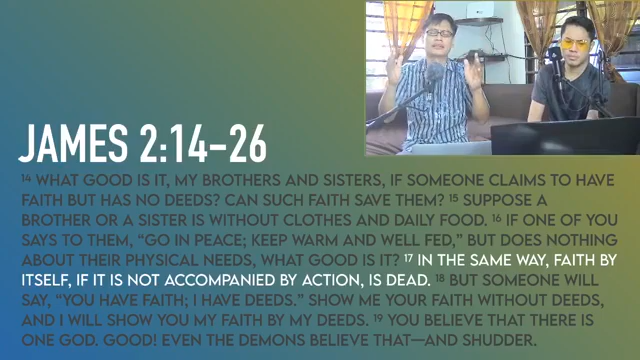 JAMES 2:14-26
14 WHAT GOOD IS IT, MY BROTHERS AND SISTERS, IF SOMEONE CLAIMS TO HAVE
FAITH BUT HAS NO DEEDS? CAN SUCH FAITH SAVE THEM? 15 SUPPOSE A
BROTHER OR A SISTER IS WITHOUT CLOTHES AND DAILY FOOD. 16 IF ONE OF YOU
SAYS TO THEM, “GO IN PEACE; KEEP WARM AND WELL FED,” BUT DOES NOTHING
ABOUT THEIR PHYSICAL NEEDS, WHAT GOOD IS IT? 17 IN THE SAME WAY, FAITH BY
ITSELF, IF IT IS NOT ACCOMPANIED BY ACTION, IS DEAD. 18 BUT SOMEONE WILL
SAY, “YOU HAVE FAITH; I HAVE DEEDS.” SHOW ME YOUR FAITH WITHOUT DEEDS,
AND I WILL SHOW YOU MY FAITH BY MY DEEDS. 19 YOU BELIEVE THAT THERE IS
ONE GOD. GOOD! EVEN THE DEMONS BELIEVE THAT—AND SHUDDER.